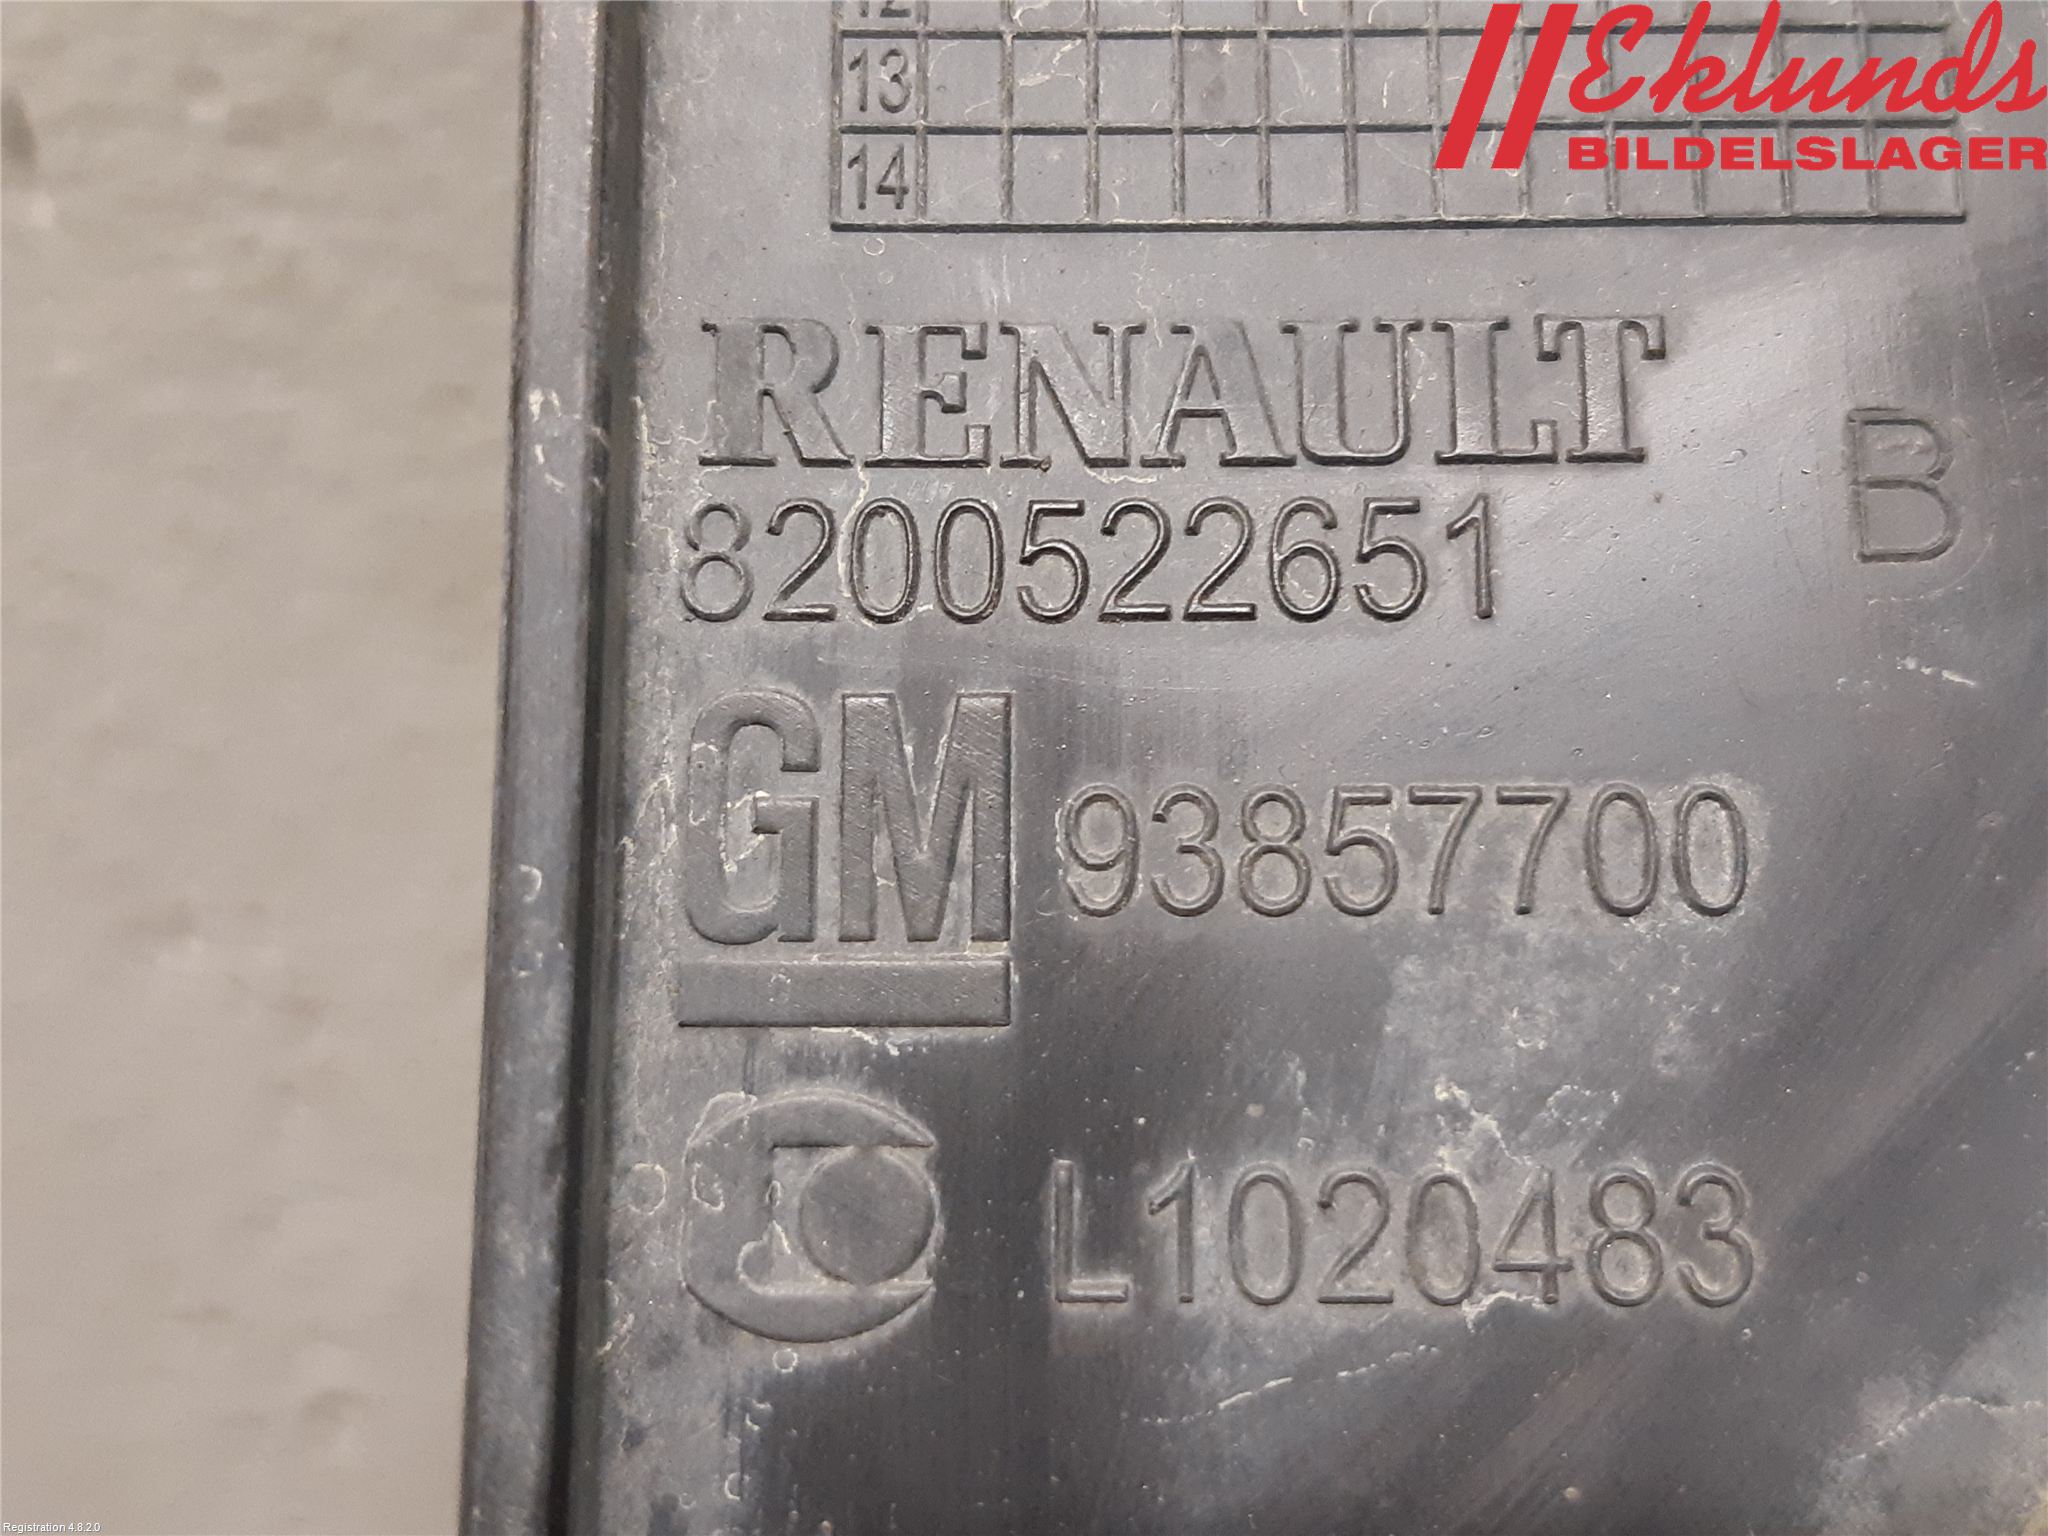 Eklunds
BILDELSLAGER
12
13
14
RENAULT
8200522651
B
GM 93857700
L1020483
Registration 4.8.2.0